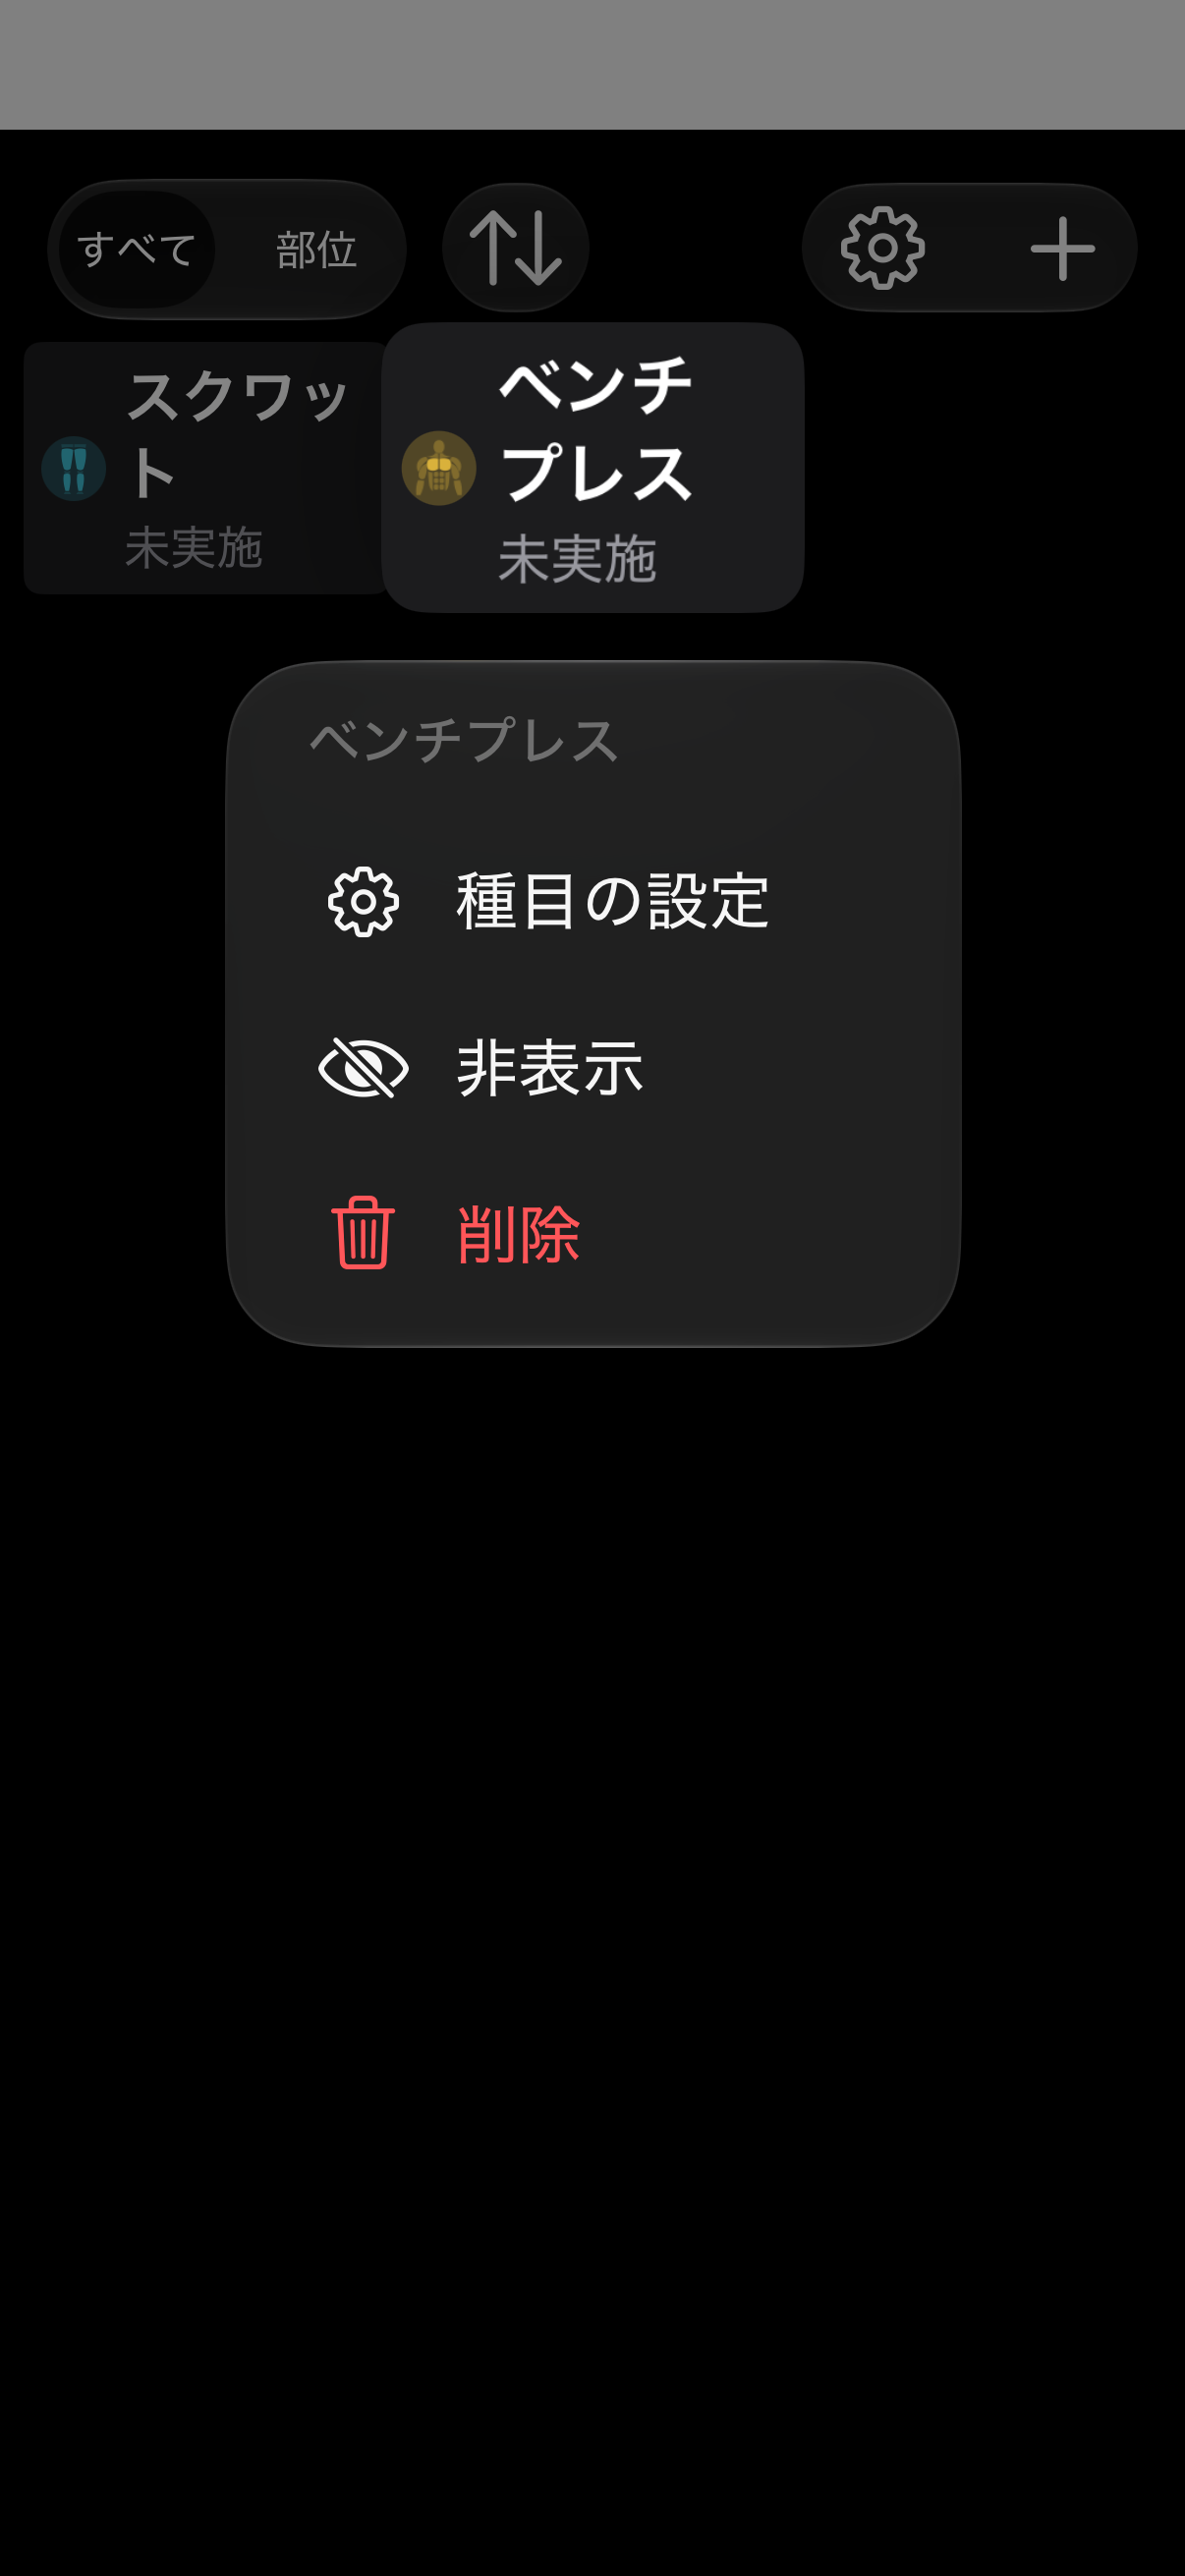 すべて
部位
スクワッ
ト
未実施
ベンチ
プレス
未実施
ベンチプレス
種目の設定
非表示
削除